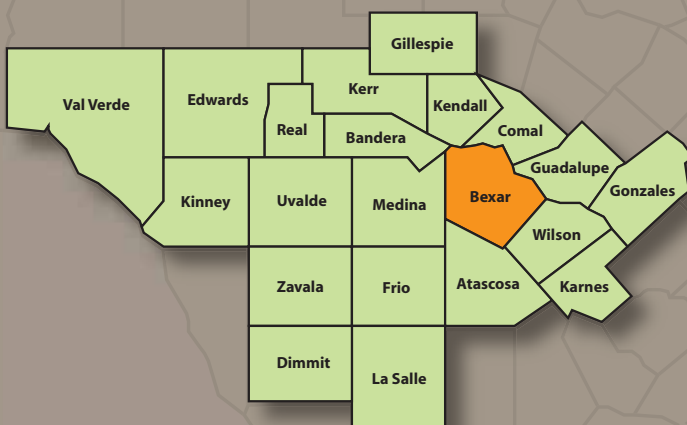 Gillespie
Val Verde
Edwards
Kerr
Kendall
Real
Bandera
Comal
Guadalupe
Gonzales
Kinney
Uvalde
Medina
Bexar
Wilson
Zavala
Frio
Atascosa
Karnes
Dimmit
La Salle